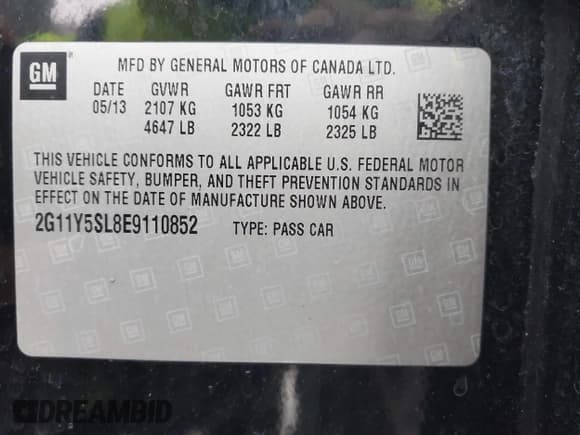 GM
MFD BY GENERAL MOTORS OF CANADA LTD.
DATE GVWR GAWR FRT GAWR RR
05/13 2107 KG 1053 KG 1054 KG
4647 LB 2322 LB 2325 LB
THIS VEHICLE CONFORMS TO ALL APPLICABLE U.S. FEDERAL MOTOR
VEHICLE SAFETY, BUMPER, AND THEFT PREVENTION STANDARDS IN
EFFECT ON THE DATE OF MANUFACTURE SHOWN ABOVE.
2G11Y5SL8E9110852 TYPE: PASS CAR
DREAMBID